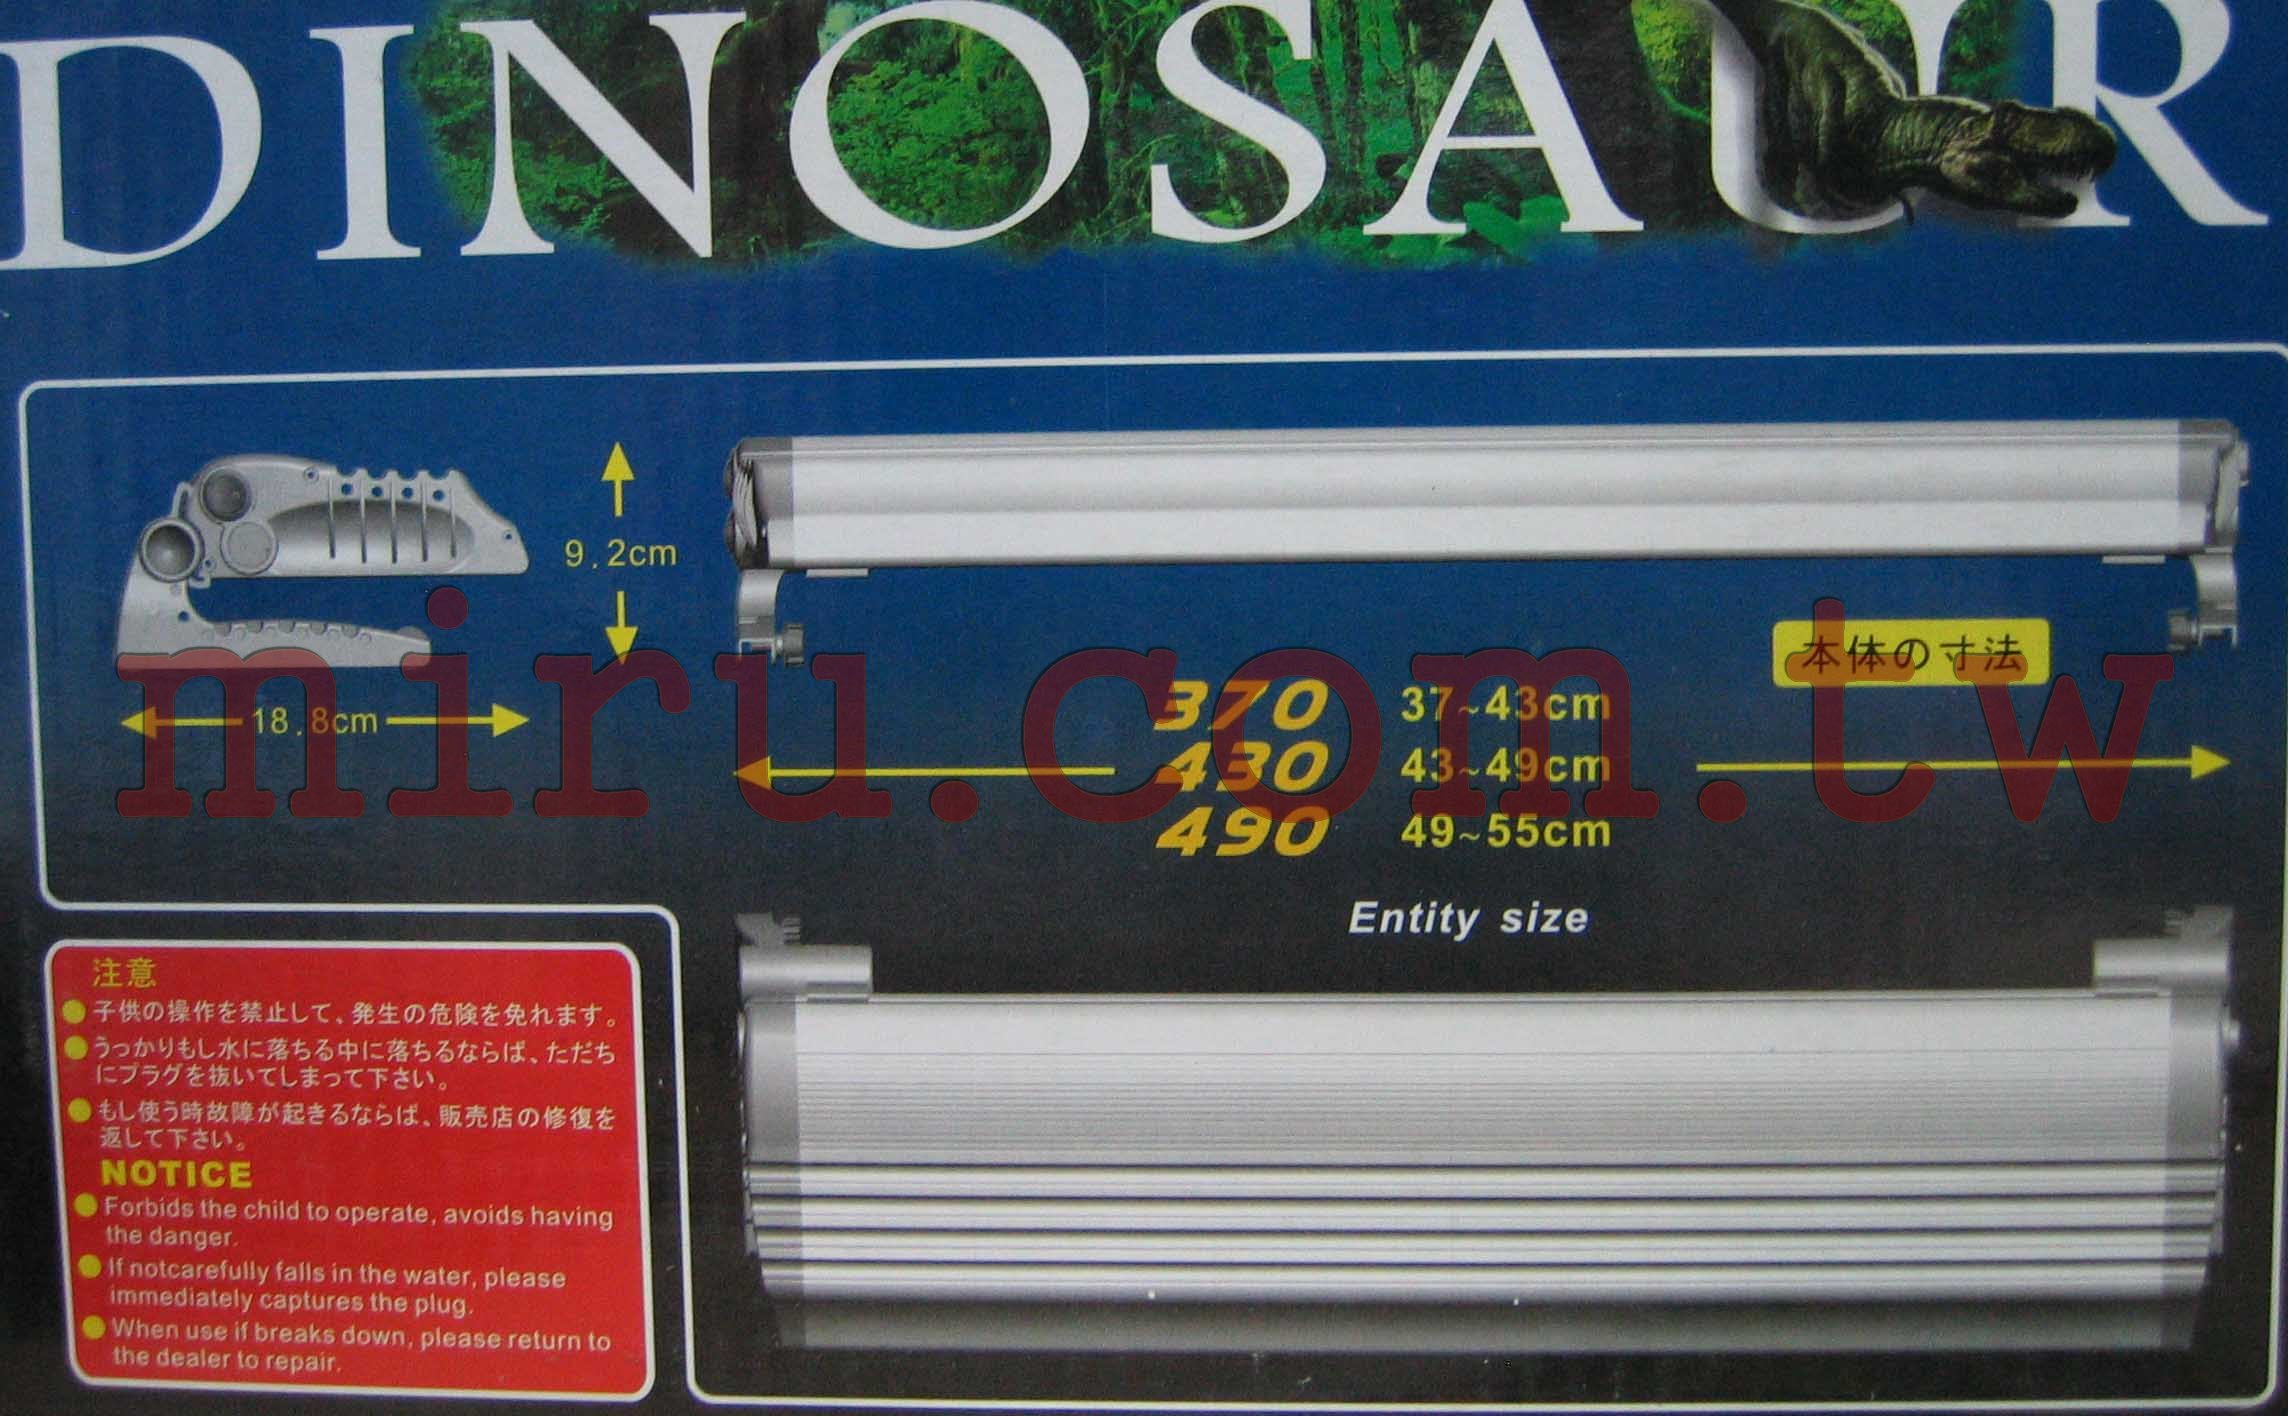 DINOSAUR
9.2cm
18.8cm
本体の寸法
370 37~43cm
430 43~49cm
490 49~55cm
Entity size
miru.com.tw
注意
子供の操作を禁止して、発生の危険を免れます。
うっかりもし水に落ちる中に落ちるならば、ただち
にプラグを抜いてしまって下さい。
もし使う時故障が起きるならば、販売店の修復を
返して下さい。
NOTICE
Forbids the child to operate, avoids having
the danger.
If notcarefully falls in the water, please
immediately captures the plug.
When use if breaks down, please return to
the dealer to repair.